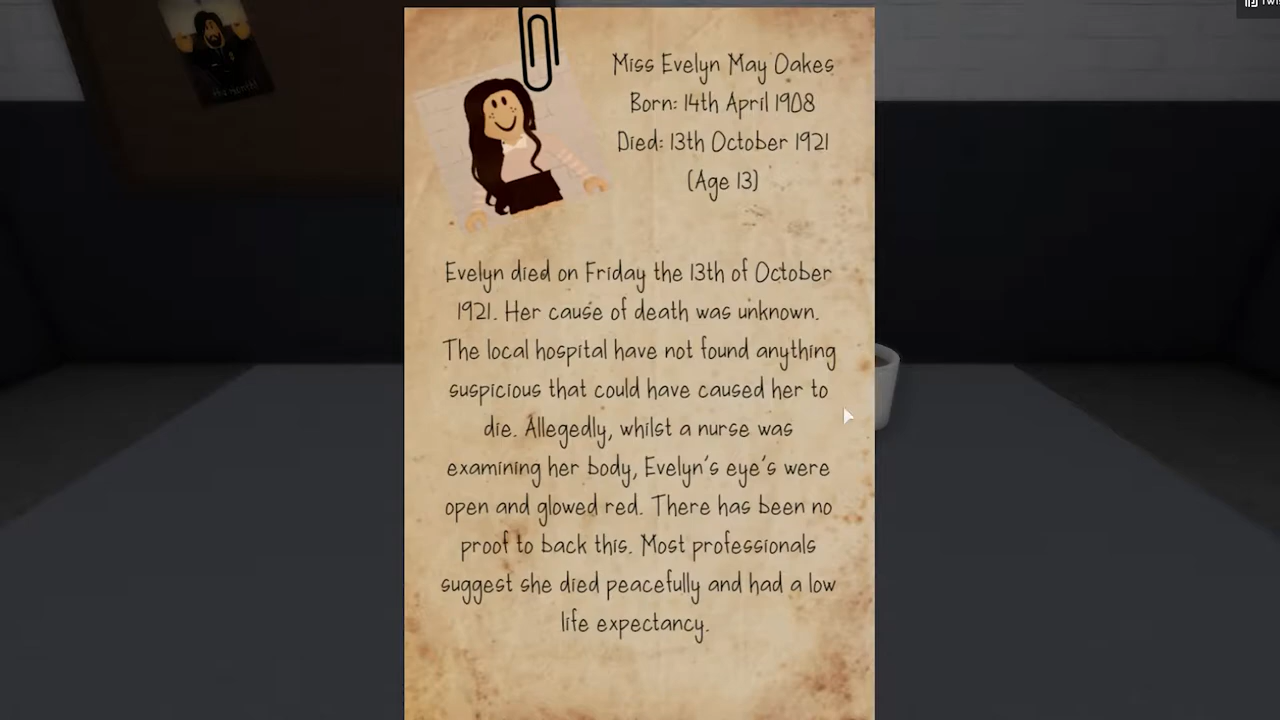 Miss Evelyn May Oakes
Born: 14th April 1908
Died: 13th October 1921
(Age 13)
Evelyn died on Friday the 13th of October
1921. Her cause of death was unknown.
The local hospital have not found anything
suspicious that could have caused her to
die. Allegedly, whilst a nurse was
examining her body, Evelyn's eye's were
open and glowed red. There has been no
proof to back this. Most professionals
suggest she died peacefully and had a low
life expectancy.